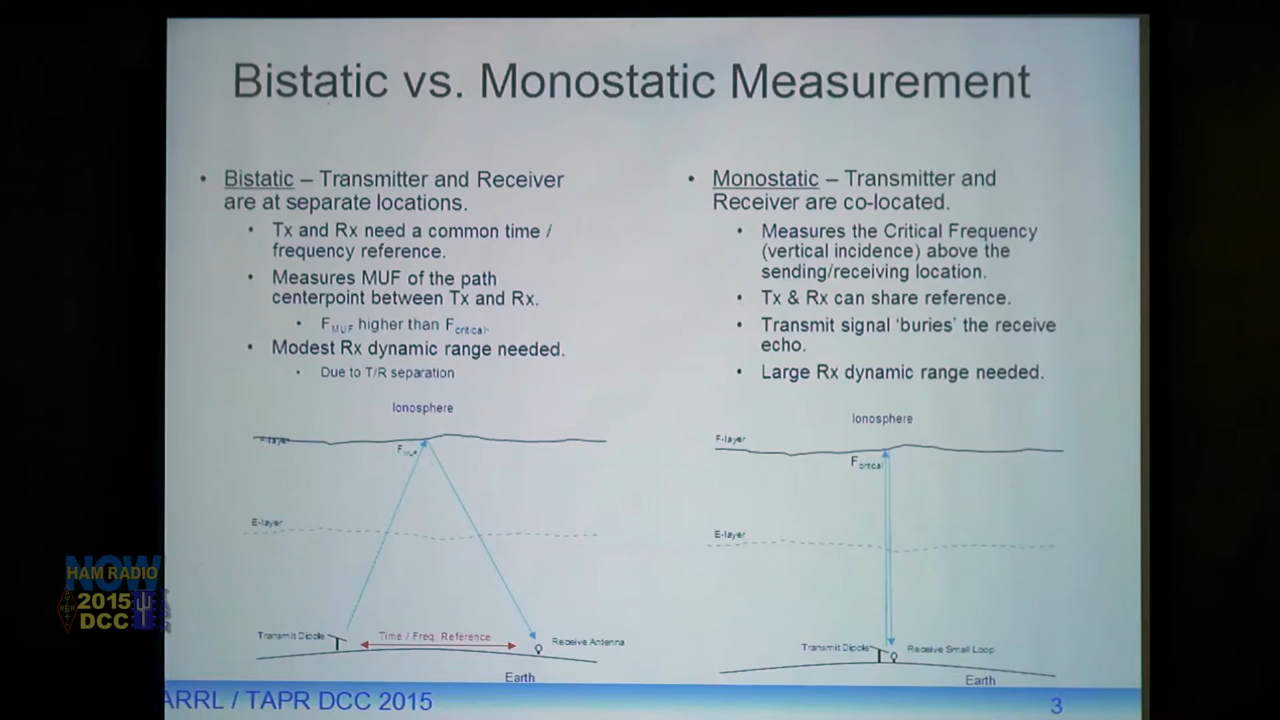 Bistatic vs. Monostatic Measurement
• Bistatic – Transmitter and Receiver
are at separate locations.
• Tx and Rx need a common time /
frequency reference.
• Measures MUF of the path
centerpoint between Tx and Rx.
• FMUF higher than Fcritical.
• Modest Rx dynamic range needed.
• Due to T/R separation
Ionosphere
F-layer
FMUF
E-layer
Transmit Dipole
Time / Freq. Reference
Receive Antenna
Earth
• Monostatic – Transmitter and
Receiver are co-located.
• Measures the Critical Frequency
(vertical incidence) above the
sending/receiving location.
• Tx & Rx can share reference.
• Transmit signal ‘buries’ the receive
echo.
• Large Rx dynamic range needed.
Ionosphere
F-layer
Fcritical
E-layer
Transmit Dipole
Receive Small Loop
Earth
NOW
HAM RADIO
2015
DCC
ARRL / TAPR DCC 2015
3